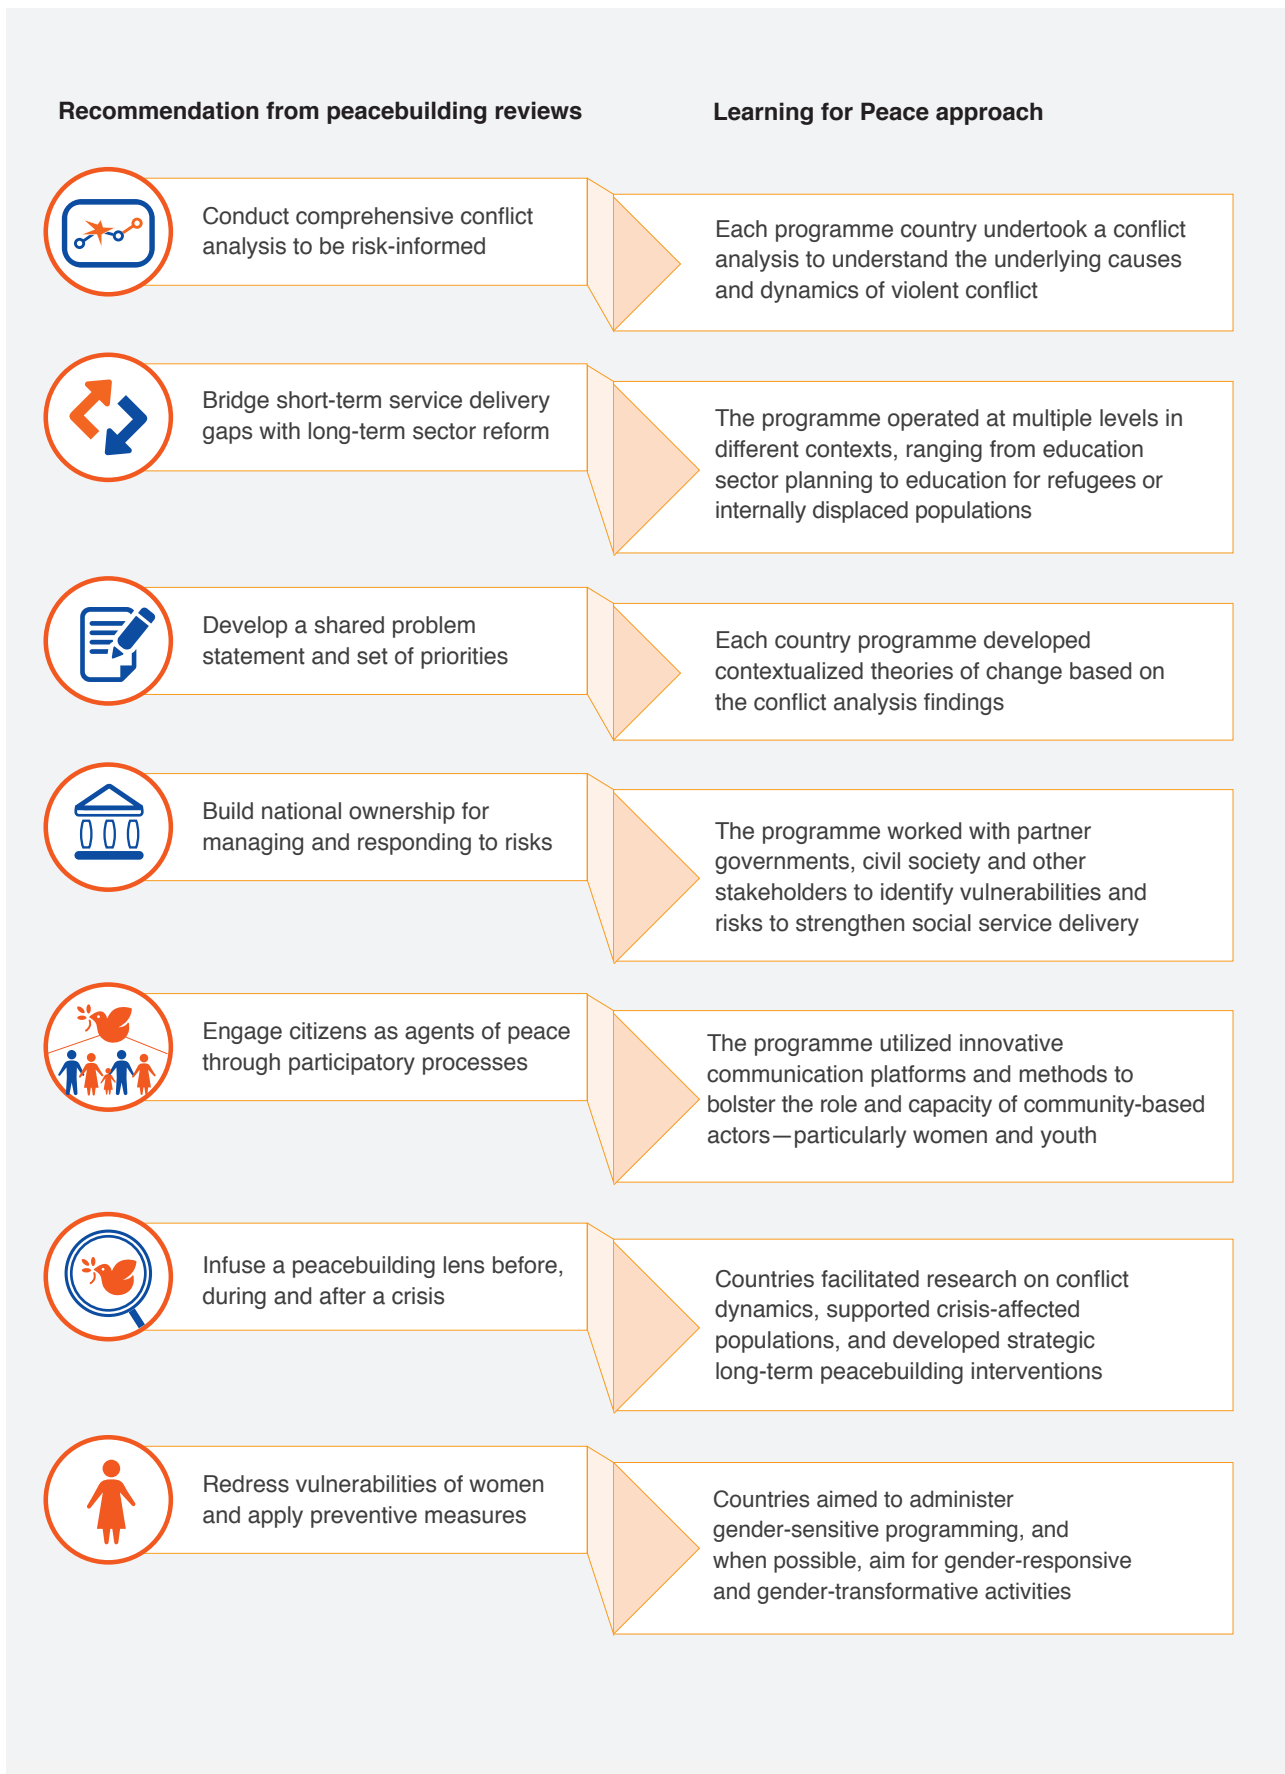 Recommendation from peacebuilding reviews
Learning for Peace approach
Conduct comprehensive conflict
analysis to be risk-informed
Each programme country undertook a conflict
analysis to understand the underlying causes
and dynamics of violent conflict
Bridge short-term service delivery
gaps with long-term sector reform
The programme operated at multiple levels in
different contexts, ranging from education
sector planning to education for refugees or
internally displaced populations
Develop a shared problem
statement and set of priorities
Each country programme developed
contextualized theories of change based on
the conflict analysis findings
Build national ownership for
managing and responding to risks
The programme worked with partner
governments, civil society and other
stakeholders to identify vulnerabilities and
risks to strengthen social service delivery
Engage citizens as agents of peace
through participatory processes
The programme utilized innovative
communication platforms and methods to
bolster the role and capacity of community-based
actors—particularly women and youth
Infuse a peacebuilding lens before,
during and after a crisis
Countries facilitated research on conflict
dynamics, supported crisis-affected
populations, and developed strategic
long-term peacebuilding interventions
Redress vulnerabilities of women
and apply preventive measures
Countries aimed to administer
gender-sensitive programming, and
when possible, aim for gender-responsive
and gender-transformative activities